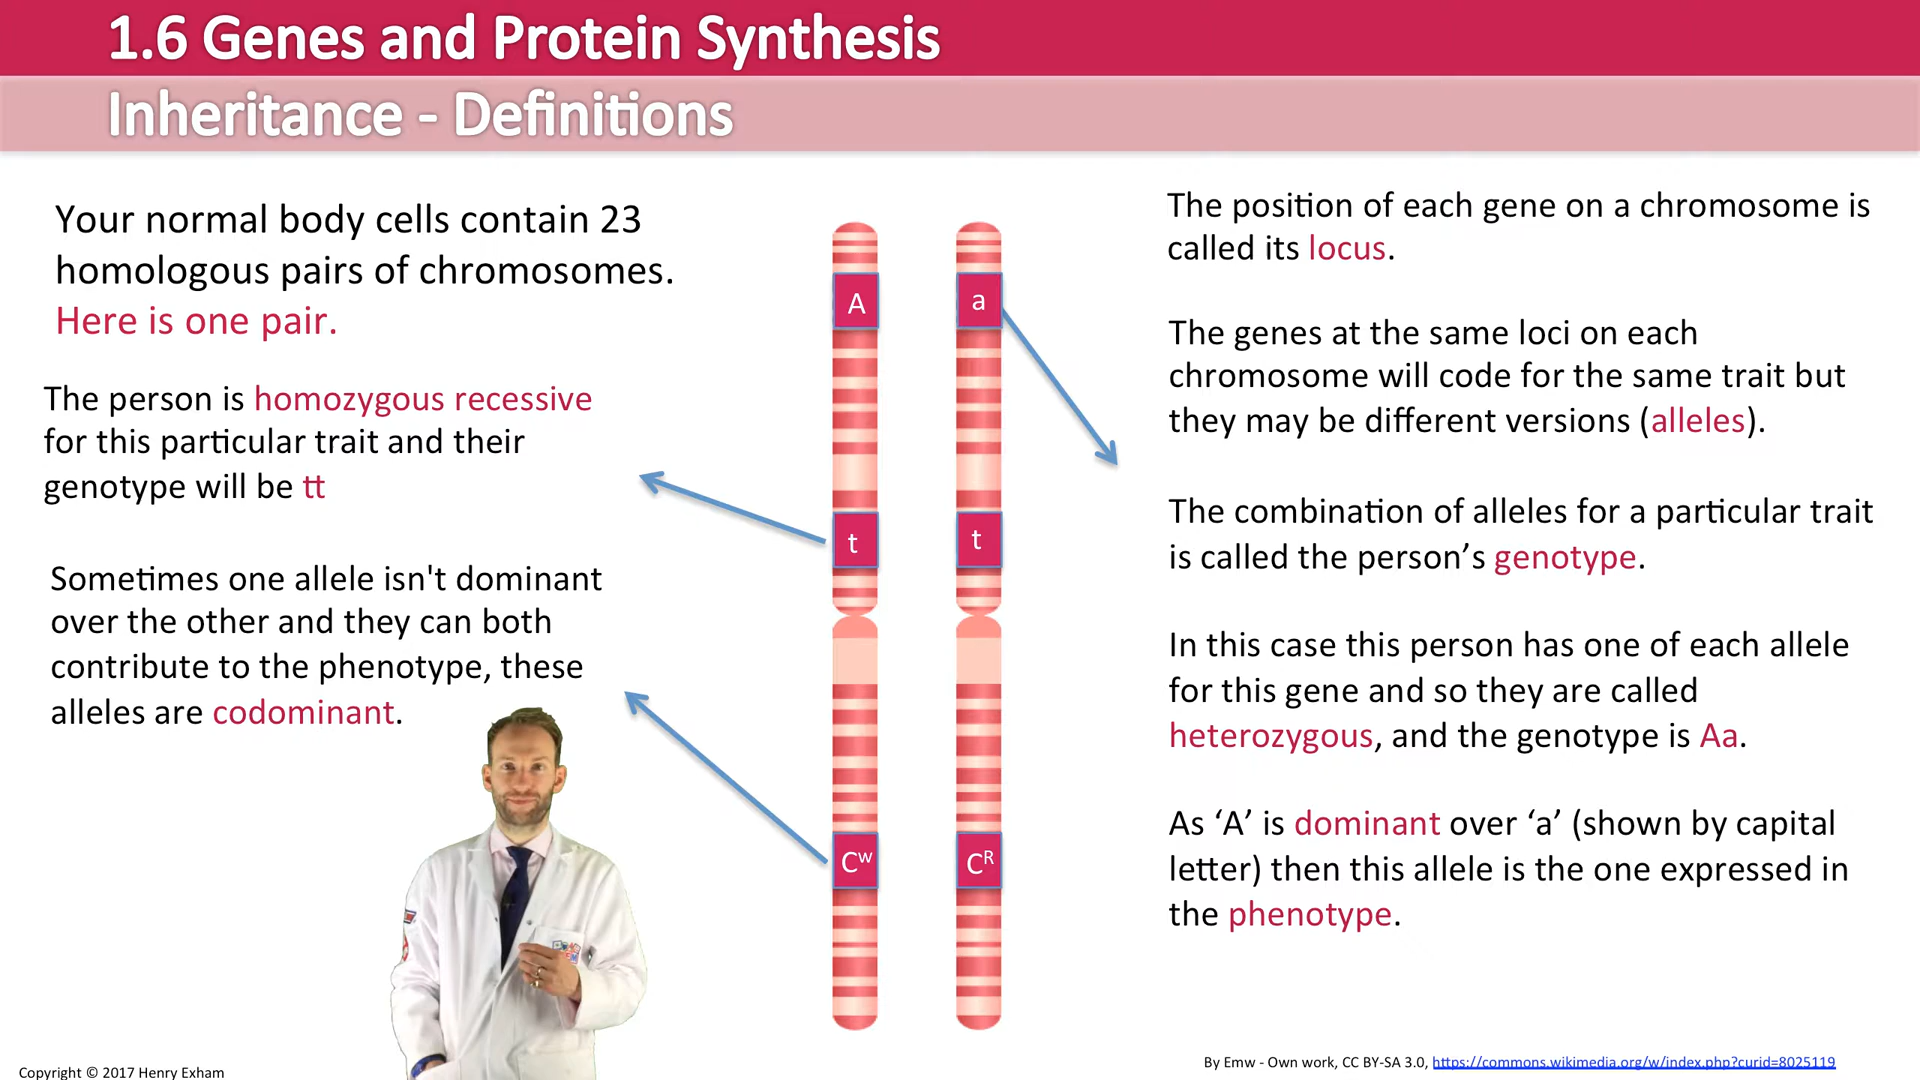 1.6 Genes and Protein Synthesis
Inheritance - Definitions
Your normal body cells contain 23
homologous pairs of chromosomes.
Here is one pair.
The person is homozygous recessive
for this particular trait and their
genotype will be tt
Sometimes one allele isn't dominant
over the other and they can both
contribute to the phenotype, these
alleles are codominant.
A
a
t
t
Cᵂ
Cᴿ
The position of each gene on a chromosome is
called its locus.
The genes at the same loci on each
chromosome will code for the same trait but
they may be different versions (alleles).
The combination of alleles for a particular trait
is called the person’s genotype.
In this case this person has one of each allele
for this gene and so they are called
heterozygous, and the genotype is Aa.
As ‘A’ is dominant over ‘a’ (shown by capital
letter) then this allele is the one expressed in
the phenotype.
Copyright © 2017 Henry Exham
By Emw - Own work, CC BY-SA 3.0, https://commons.wikimedia.org/w/index.php?curid=8025119